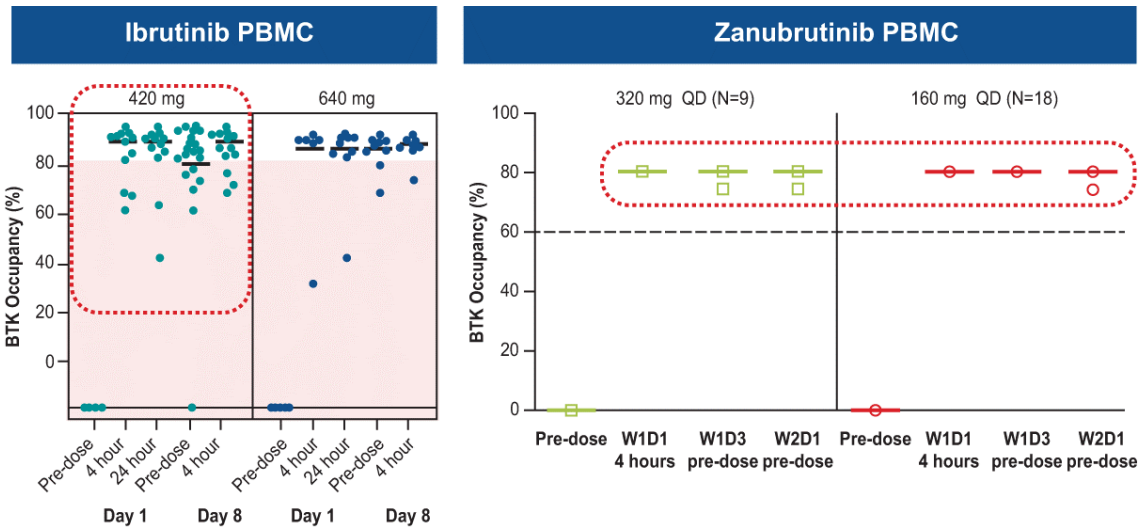 Ibrutinib PBMC
420 mg
640 mg
BTK Occupancy (%)
100
80
60
40
20
0
Pre-dose
4 hour
24 hour
Pre-dose
4 hour
Pre-dose
4 hour
24 hour
Pre-dose
4 hour
Day 1
Day 8
Day 1
Day 8
Zanubrutinib PBMC
320 mg QD (N=9)
160 mg QD (N=18)
BTK Occupancy (%)
100
80
60
40
20
0
Pre-dose
W1D1
4 hours
W1D3
pre-dose
W2D1
pre-dose
Pre-dose
W1D1
4 hours
W1D3
pre-dose
W2D1
pre-dose